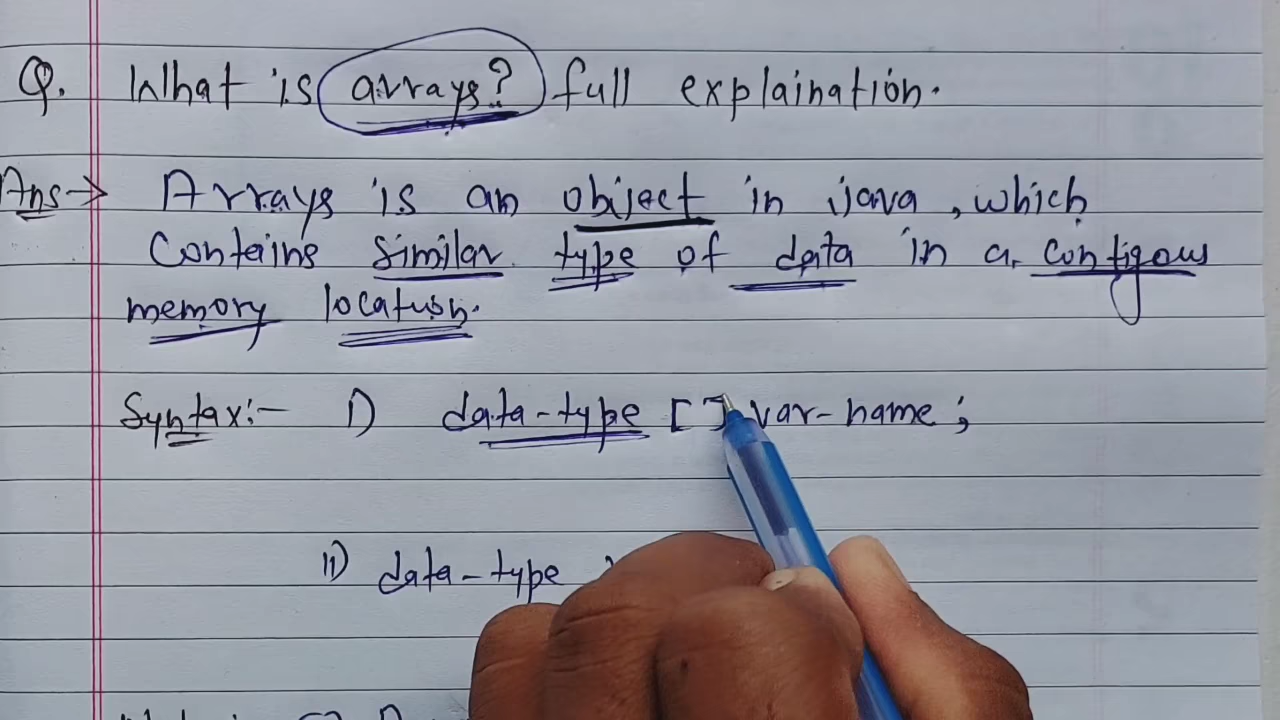 Q. What is arrays? full explaination.
Ans→ Arrays is an object in java, which
contains similar type of data in a contigous
memory location.
Syntax:- i) data-type [] var-name;
ii) data-type